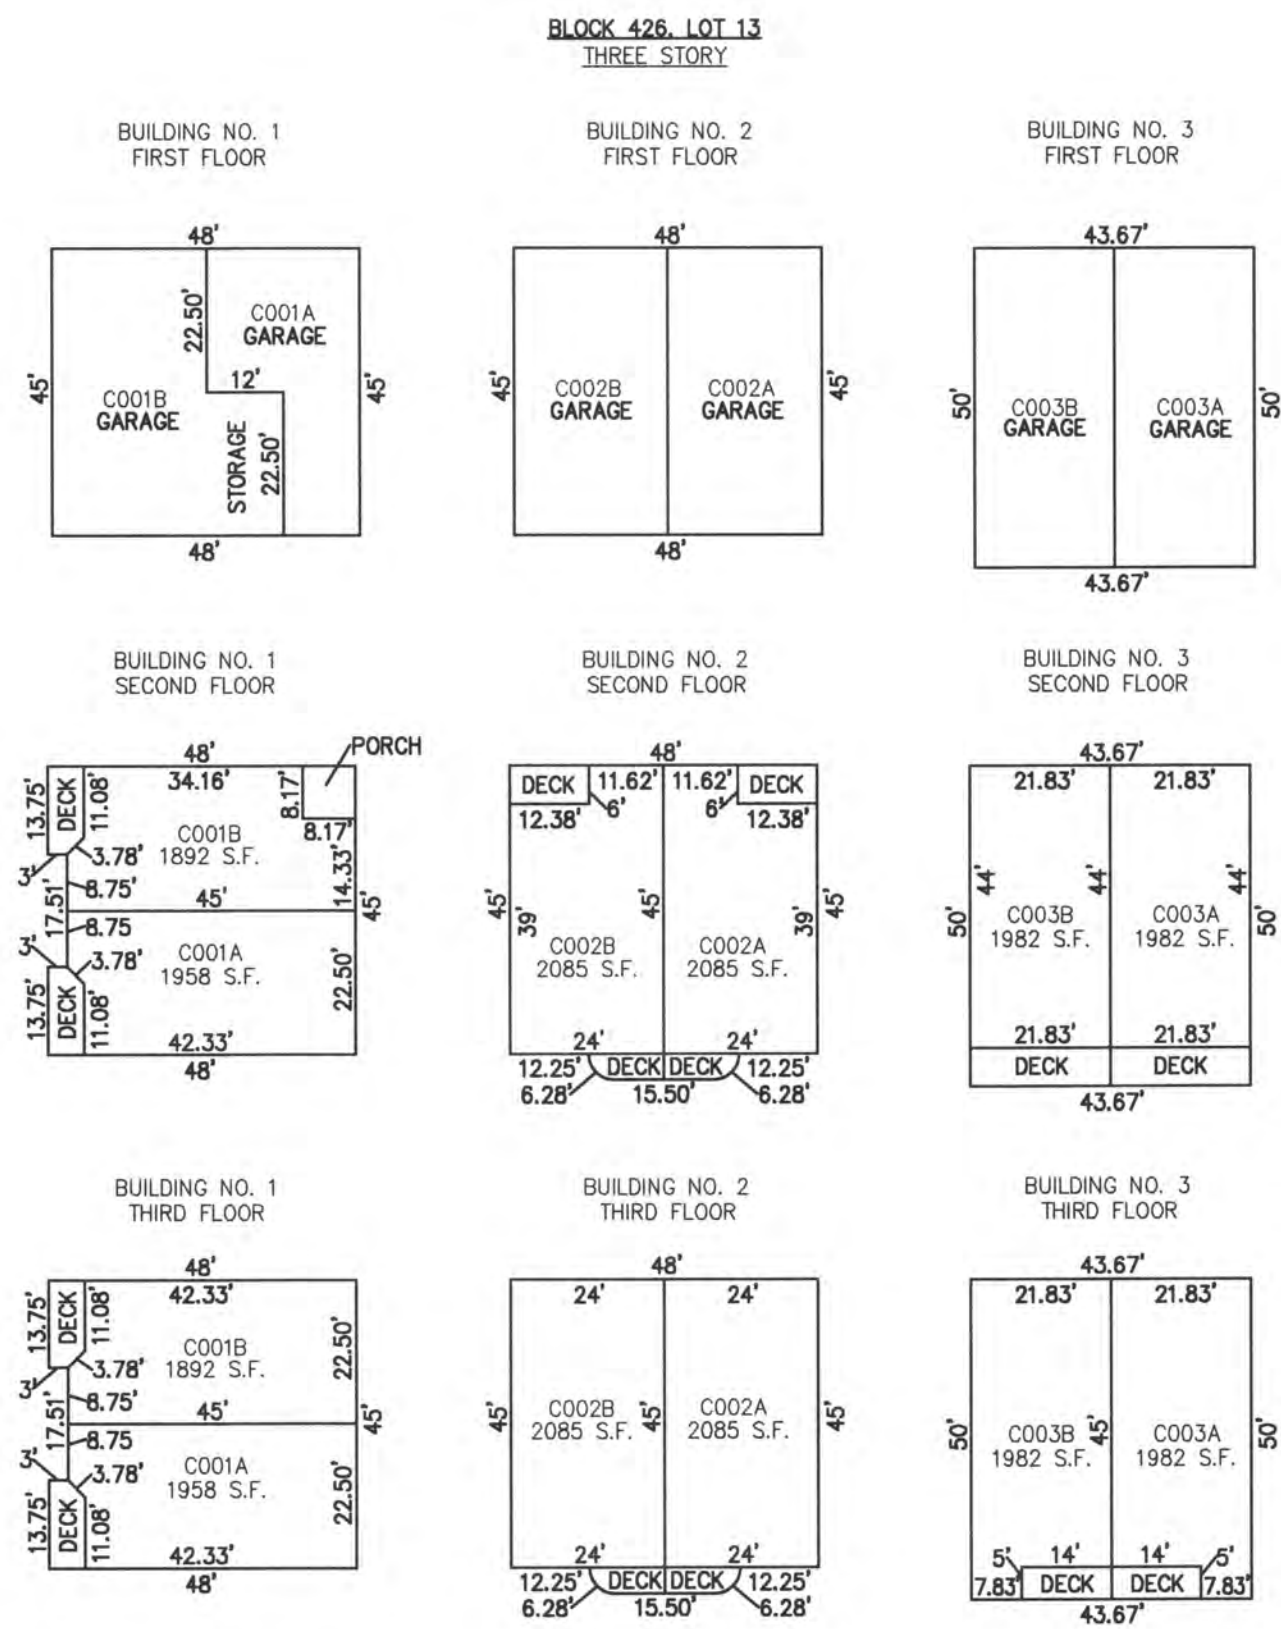 BLOCK 426, LOT 13
THREE STORY
BUILDING NO. 1
FIRST FLOOR
48'
22.50'
C001A
GARAGE
12'
45'
45'
C001B
GARAGE
STORAGE
22.50'
48'
BUILDING NO. 2
FIRST FLOOR
48'
45'
C002B
GARAGE
C002A
GARAGE
45'
48'
BUILDING NO. 3
FIRST FLOOR
43.67'
50'
C003B
GARAGE
C003A
GARAGE
50'
43.67'
BUILDING NO. 1
SECOND FLOOR
48'
PORCH
34.16'
13.75'
DECK
11.08'
8.17'
8.17'
C001B
1892 S.F.
3.78'
3'
8.75'
14.33'
17.51'
45'
45'
8.75
3'
3.78'
C001A
1958 S.F.
22.50'
13.75'
DECK
11.08'
42.33'
48'
BUILDING NO. 2
SECOND FLOOR
48'
DECK
11.62'
11.62'
DECK
6'
6'
12.38'
12.38'
45'
39'
45'
39'
45'
C002B
2085 S.F.
C002A
2085 S.F.
24'
24'
12.25'
DECK
DECK
12.25'
6.28'
15.50'
6.28'
BUILDING NO. 3
SECOND FLOOR
43.67'
21.83'
21.83'
44'
44'
44'
50'
C003B
1982 S.F.
C003A
1982 S.F.
50'
21.83'
21.83'
DECK
DECK
43.67'
BUILDING NO. 1
THIRD FLOOR
48'
42.33'
13.75'
DECK
11.08'
C001B
1892 S.F.
22.50'
3.78'
3'
8.75'
17.51'
45'
45'
8.75
3'
3.78'
C001A
1958 S.F.
22.50'
13.75'
DECK
11.08'
42.33'
48'
BUILDING NO. 2
THIRD FLOOR
48'
24'
24'
45'
C002B
2085 S.F.
45'
C002A
2085 S.F.
45'
24'
24'
12.25'
DECK
DECK
12.25'
6.28'
15.50'
6.28'
BUILDING NO. 3
THIRD FLOOR
43.67'
21.83'
21.83'
50'
C003B
1982 S.F.
45'
C003A
1982 S.F.
50'
5'
14'
14'
5'
7.83'
DECK
DECK
7.83'
43.67'